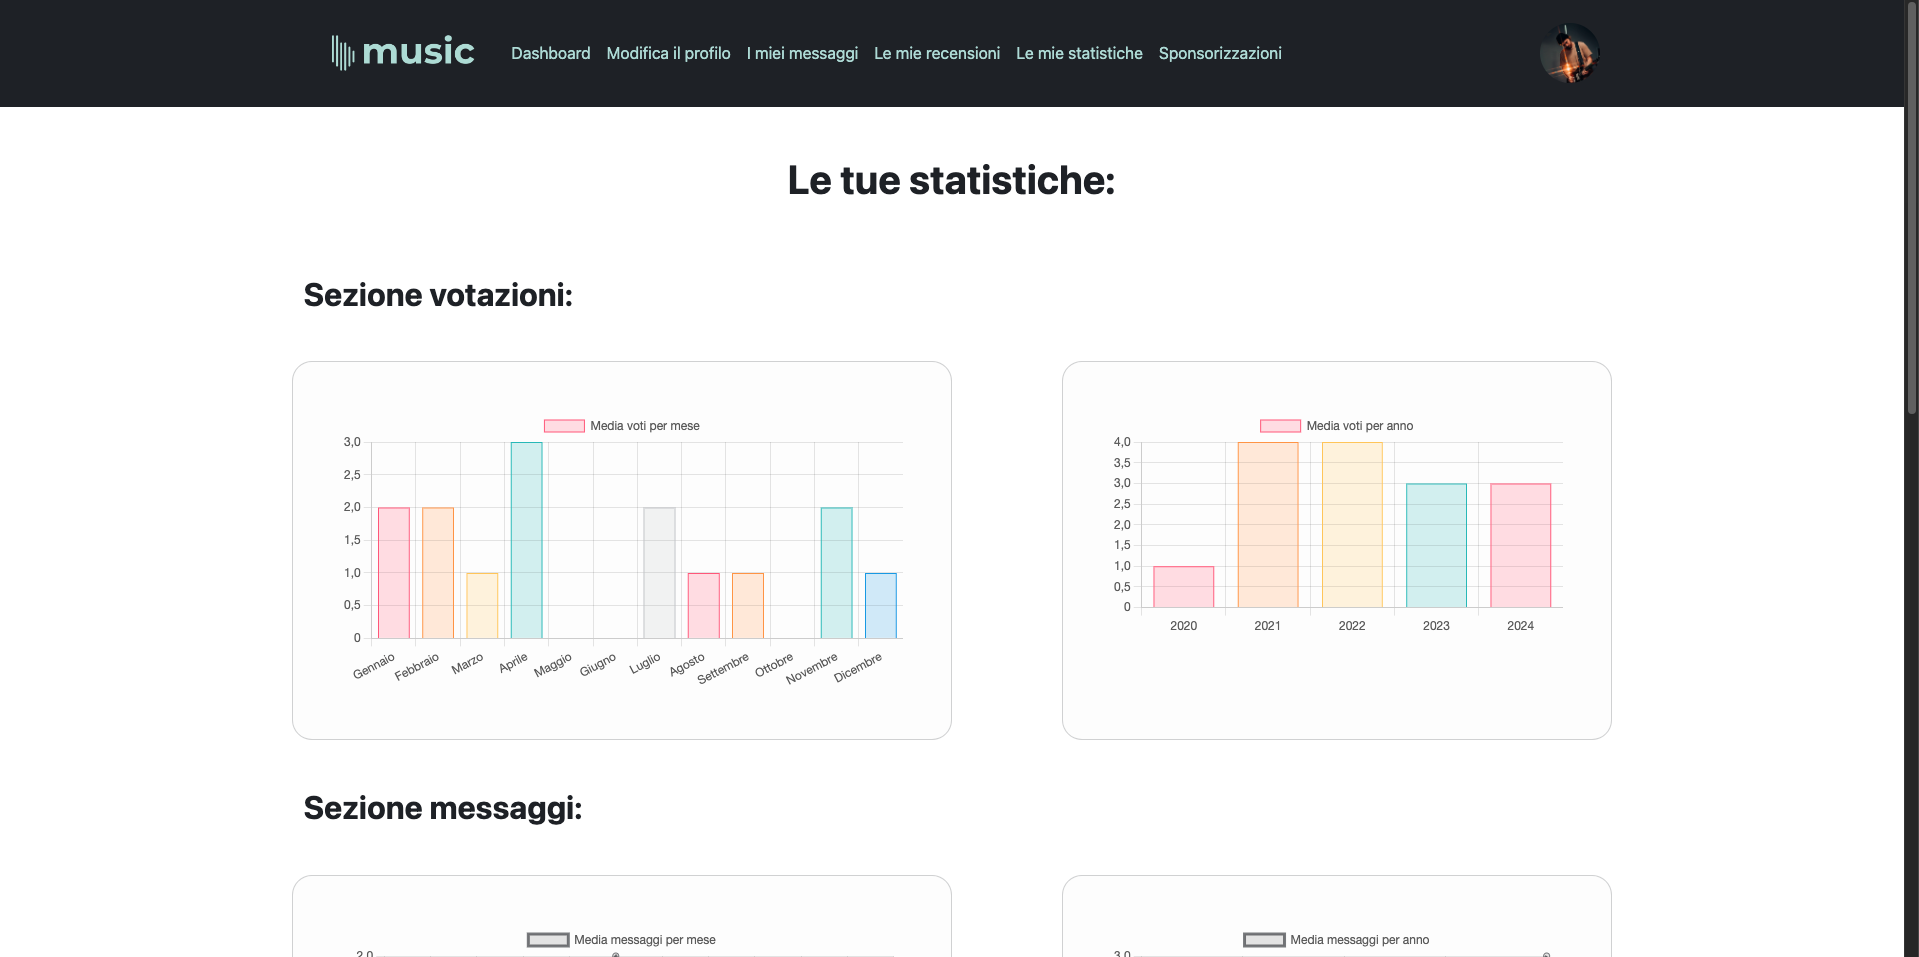 music Dashboard Modifica il profilo I miei messaggi Le mie recensioni Le mie statistiche Sponsorizzazioni
Le tue statistiche:
Sezione votazioni:
Media voti per mese
3,0
2,5
2,0
1,5
1,0
0,5
0
Gennaio Febbraio Marzo Aprile Maggio Giugno Luglio Agosto Settembre Ottobre Novembre Dicembre
Media voti per anno
4,0
3,5
3,0
2,5
2,0
1,5
1,0
0,5
0
2020 2021 2022 2023 2024
Sezione messaggi:
Media messaggi per mese
2,0
Media messaggi per anno
3,0